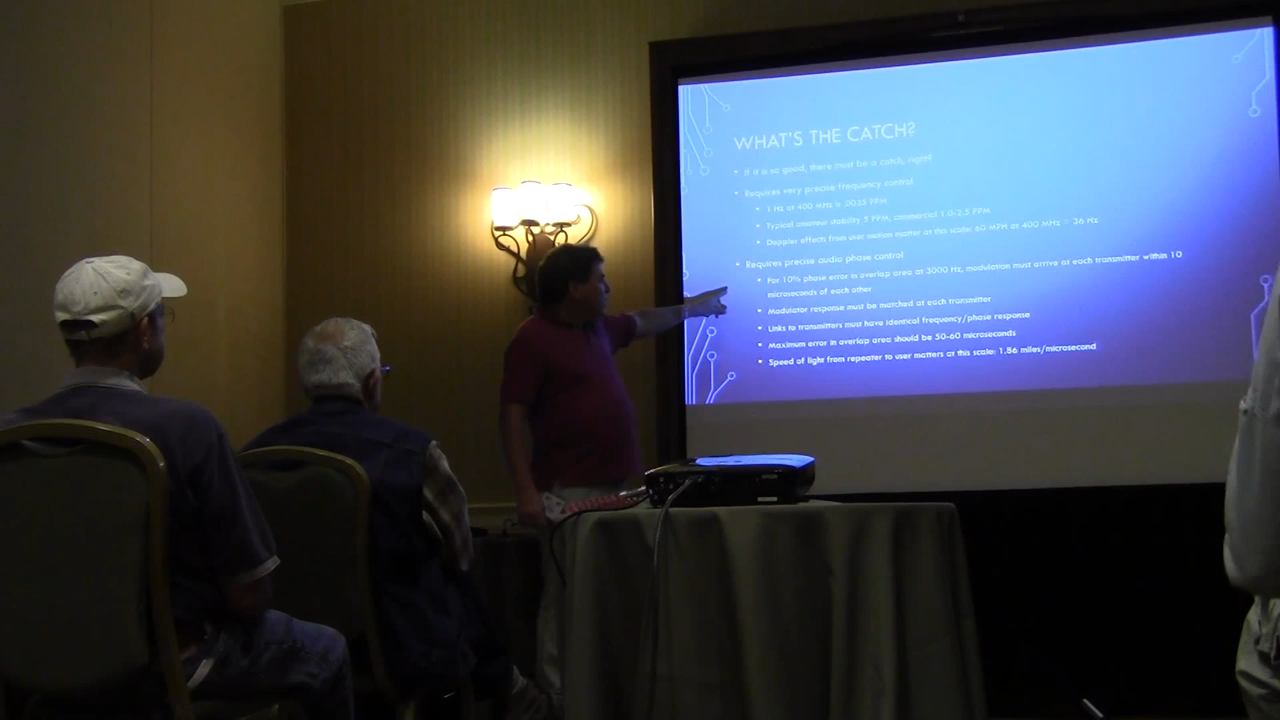 WHAT'S THE CATCH?
• If it is so good, there must be a catch, right?
• Requires very precise frequency control
• 1 Hz at 400 MHz is .0025 PPM
• Typical amateur stability 5 PPM, commercial 1.0-2.5 PPM
• Doppler effects from user motion matter at this scale: 60 MPH at 400 MHz = 36 Hz
• Requires precise audio phase control
• For 10% phase error in overlap area at 3000 Hz, modulation must arrive at each transmitter within 10
microseconds of each other
• Modulator response must be matched at each transmitter
• Links to transmitters must have identical frequency/phase response
• Maximum error in overlap area should be 50-60 microseconds
• Speed of light from repeater to user matters at this scale: 1.86 miles/microsecond